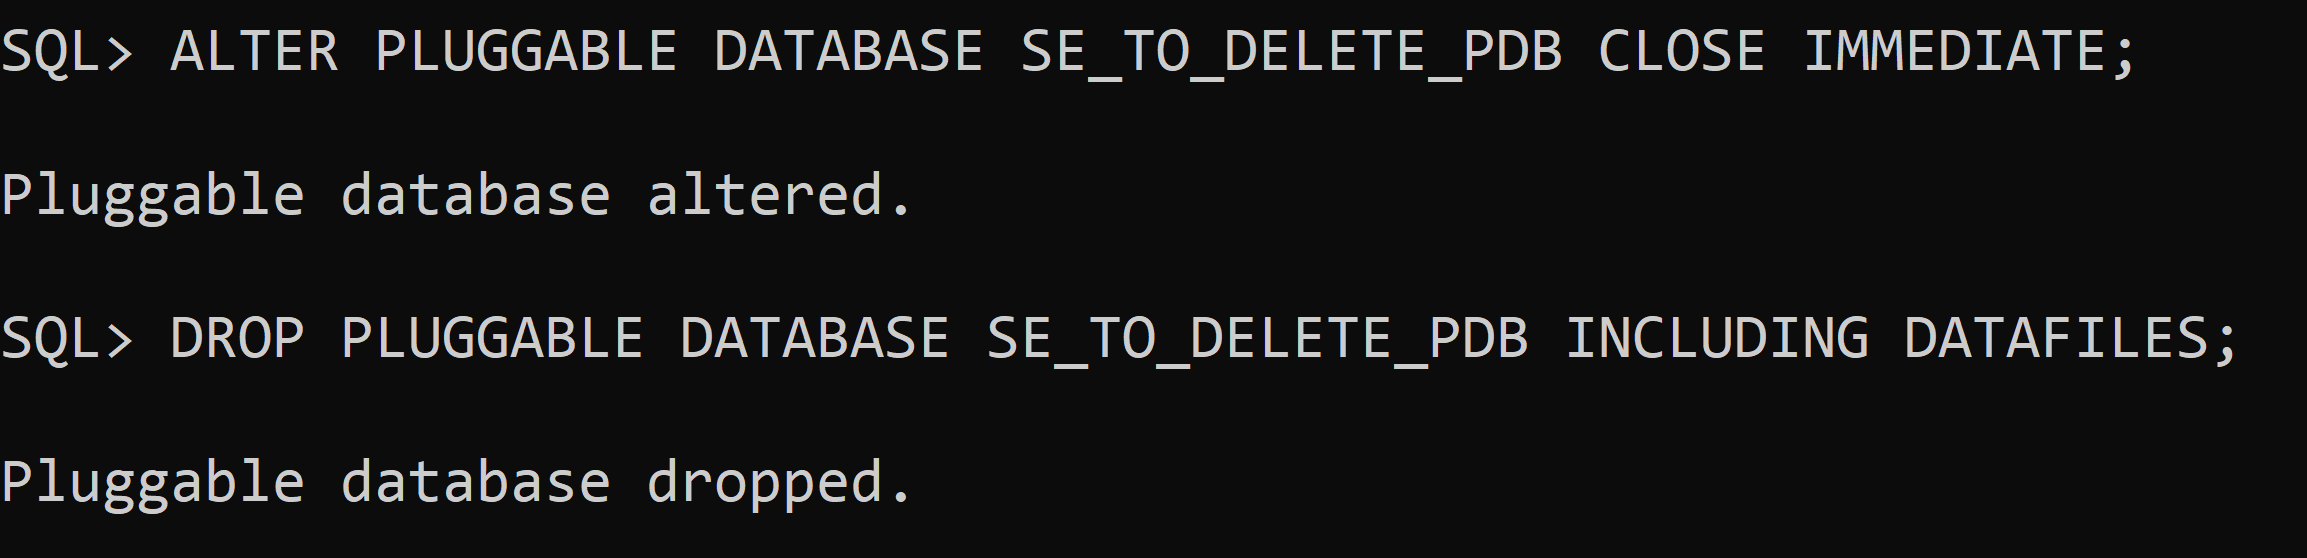 SQL> ALTER PLUGGABLE DATABASE SE_TO_DELETE_PDB CLOSE IMMEDIATE;
Pluggable database altered.
SQL> DROP PLUGGABLE DATABASE SE_TO_DELETE_PDB INCLUDING DATAFILES;
Pluggable database dropped.